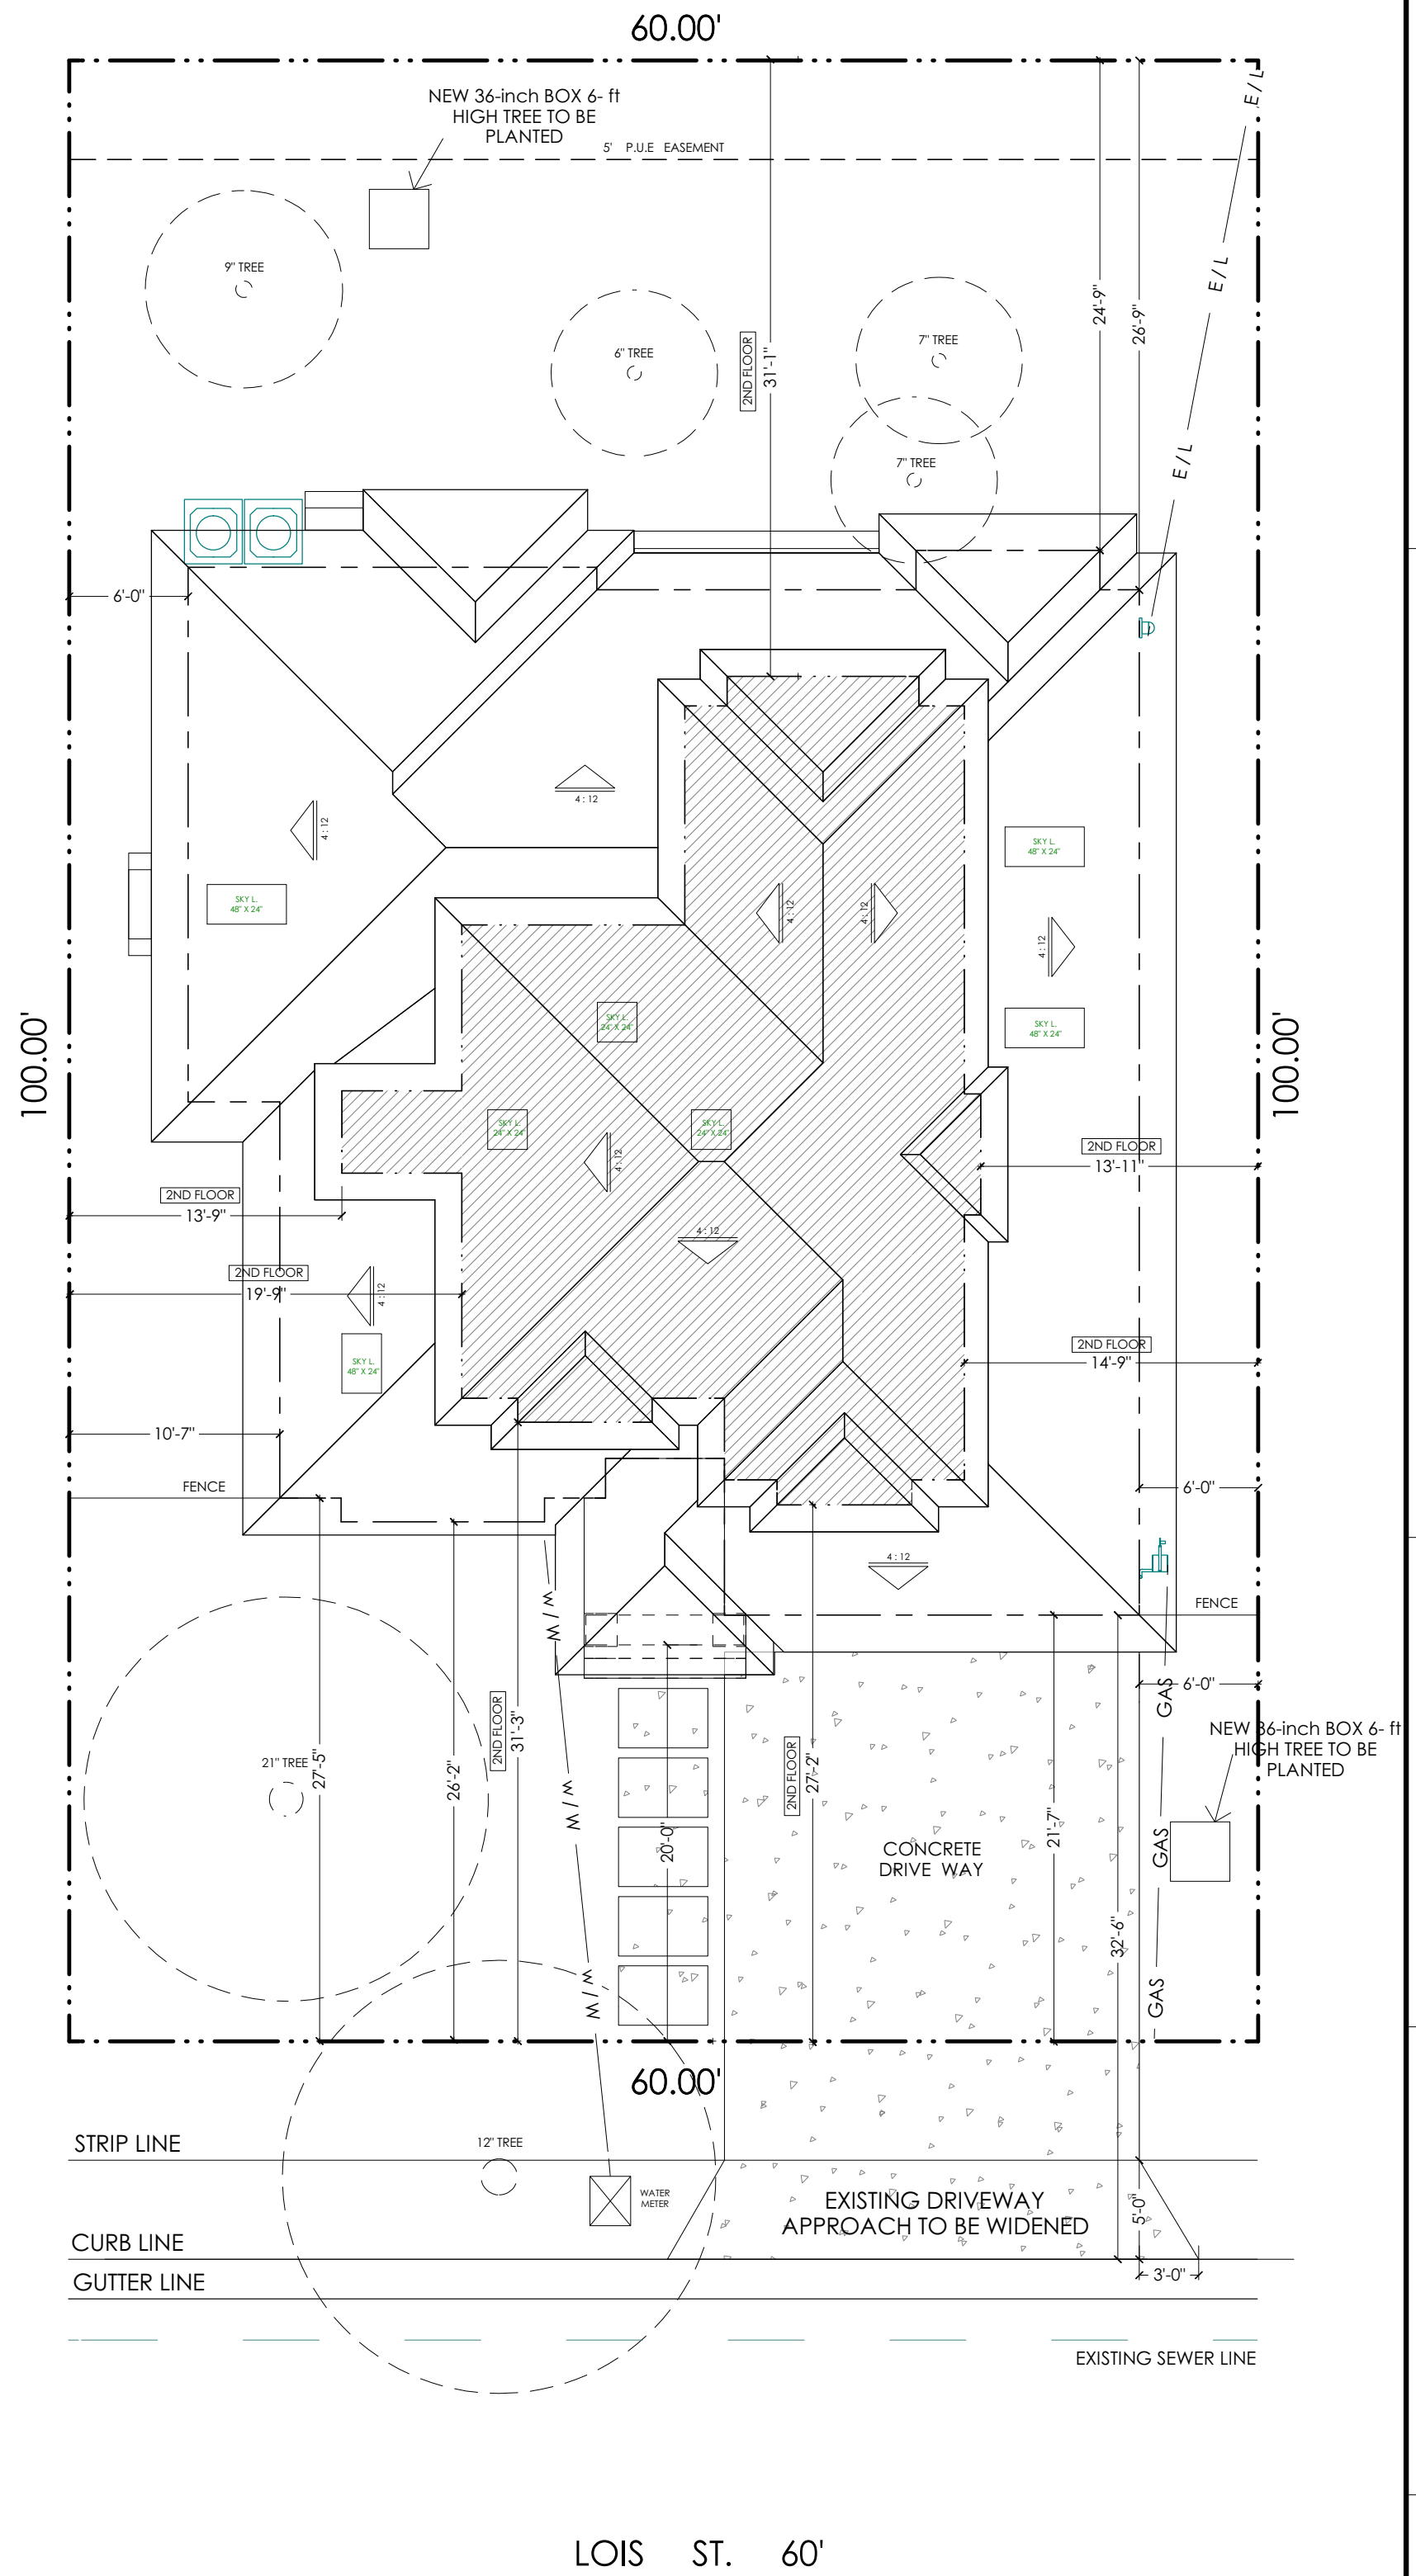 60.00'
NEW 36-inch BOX 6- ft
HIGH TREE TO BE
PLANTED
E / L
5' P.U.E EASEMENT
9" TREE
E / L
24'-9"
26'-9"
7" TREE
6" TREE
2ND FLOOR
31'-1"
E / L
7" TREE
6'-0"
4 : 12
4 : 12
SKY L.
48" X 24"
SKY L.
48" X 24"
4 : 12
4 : 12
4 : 12
SKY L.
24" X 24"
SKY L.
48" X 24"
100.00'
100.00'
SKY L.
24" X 24"
SKY L.
24" X 24"
4 : 12
2ND FLOOR
13'-11"
2ND FLOOR
13'-9"
4 : 12
2ND FLOOR
19'-9"
4 : 12
2ND FLOOR
14'-9"
SKY L.
48" X 24"
10'-7"
FENCE
6'-0"
4 : 12
FENCE
W / W
6'-0"
GAS
NEW 36-inch BOX 6- ft
HIGH TREE TO BE
PLANTED
21" TREE
27'-5"
26'-2"
2ND FLOOR
31'-3"
W / W
20'-0"
2ND FLOOR
27'-2"
CONCRETE
DRIVE WAY
21'-7"
GAS
32'-6"
W / W
GAS
60.00'
STRIP LINE
12" TREE
WATER
METER
EXISTING DRIVEWAY
APPROACH TO BE WIDENED
5'-0"
CURB LINE
3'-0"
GUTTER LINE
EXISTING SEWER LINE
LOIS ST. 60'